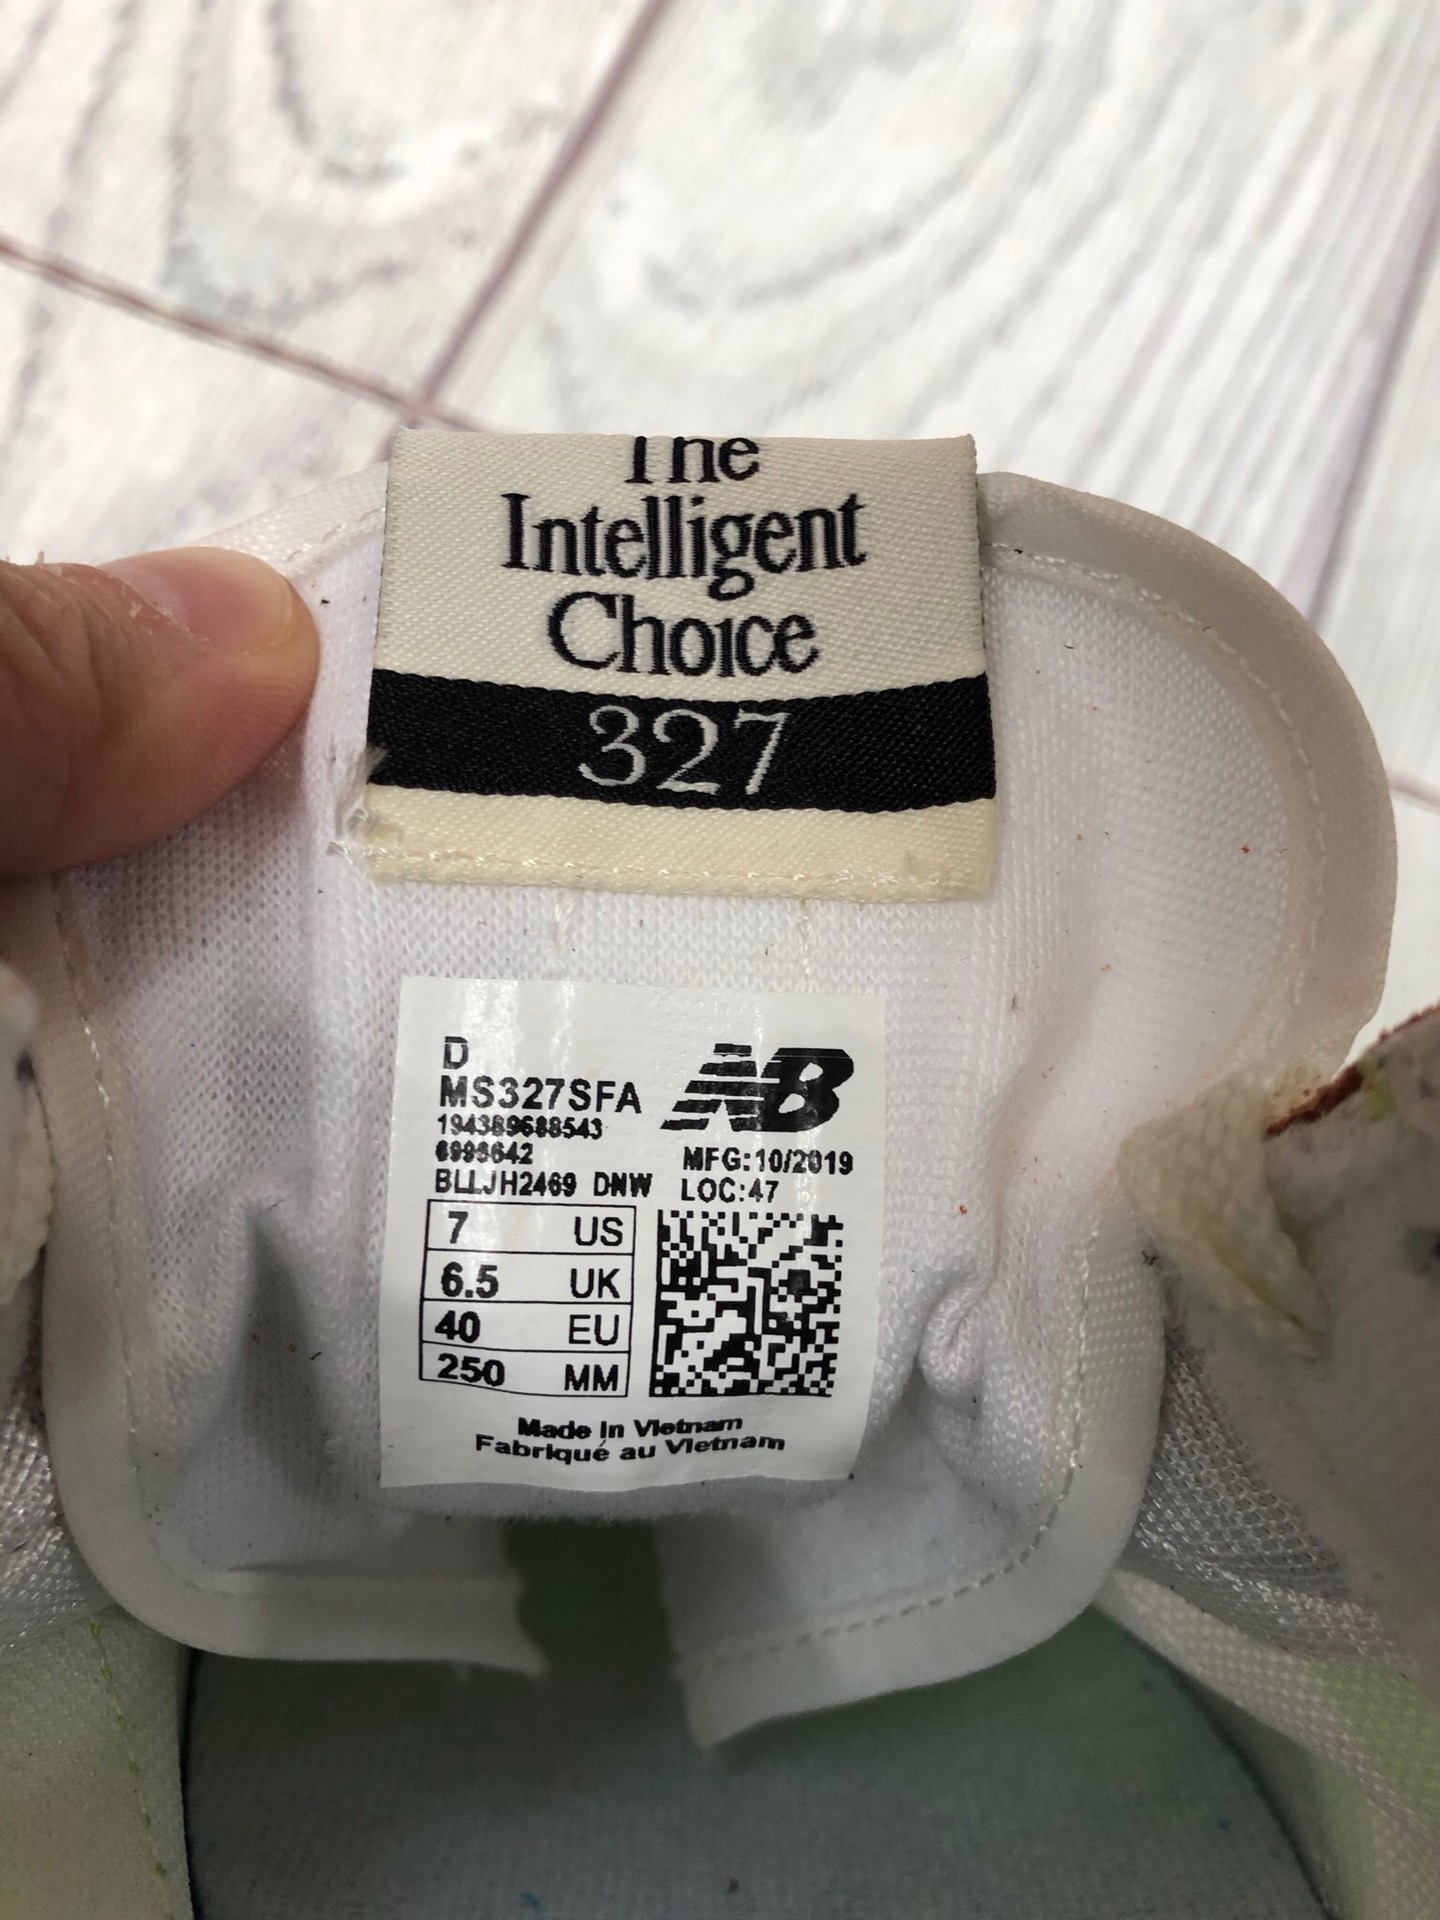 The
Intelligent
Choice
327
D
MS327SFA
NB
194389688543
MFG:10/2019
BLLJH2469 DNW
LOC:47
7 US
6.5 UK
40 EU
250 MM
Made in Vietnam
Fabriqué au Vietnam